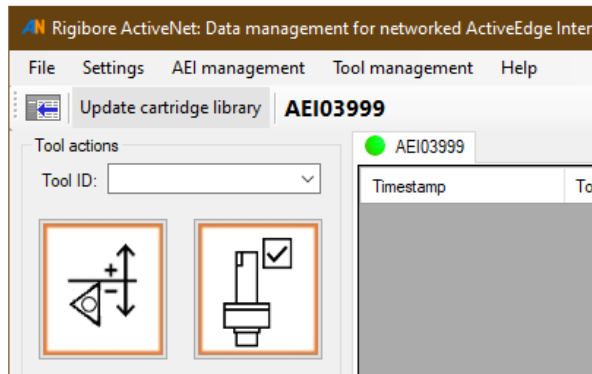 AN Rigibore ActiveNet: Data management for networked ActiveEdge Inter
File Settings AEI management Tool management Help
Update cartridge library AEI03999
Tool actions
Tool ID:
AEI03999
Timestamp To